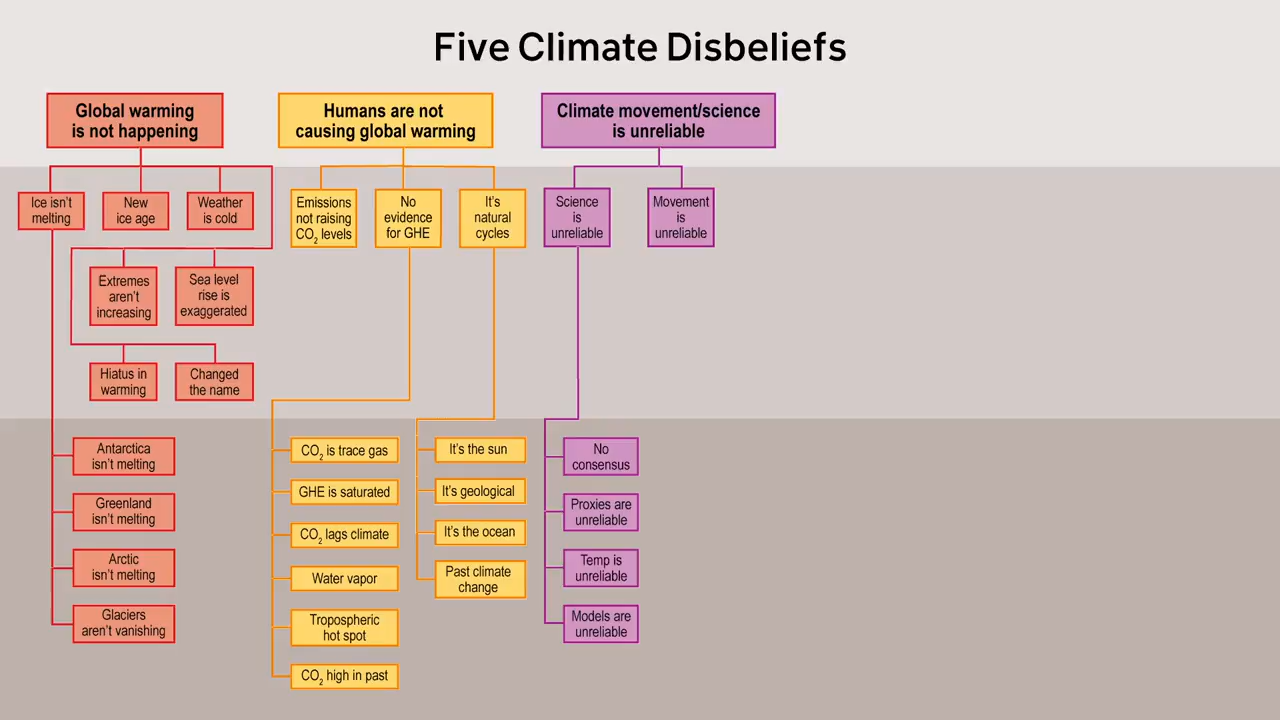 Five Climate Disbeliefs
Global warming
is not happening
Humans are not
causing global warming
Climate movement/science
is unreliable
Ice isn't
melting
New
ice age
Weather
is cold
Extremes
aren't
increasing
Sea level
rise is
exaggerated
Hiatus in
warming
Changed
the name
Antarctica
isn't melting
Greenland
isn't melting
Arctic
isn't melting
Glaciers
aren't vanishing
Emissions
not raising
CO₂ levels
No
evidence
for GHE
It's
natural
cycles
CO₂ is trace gas
GHE is saturated
CO₂ lags climate
Water vapor
Tropospheric
hot spot
CO₂ high in past
It's the sun
It's geological
It's the ocean
Past climate
change
Science
is
unreliable
Movement
is
unreliable
No
consensus
Proxies are
unreliable
Temp is
unreliable
Models are
unreliable